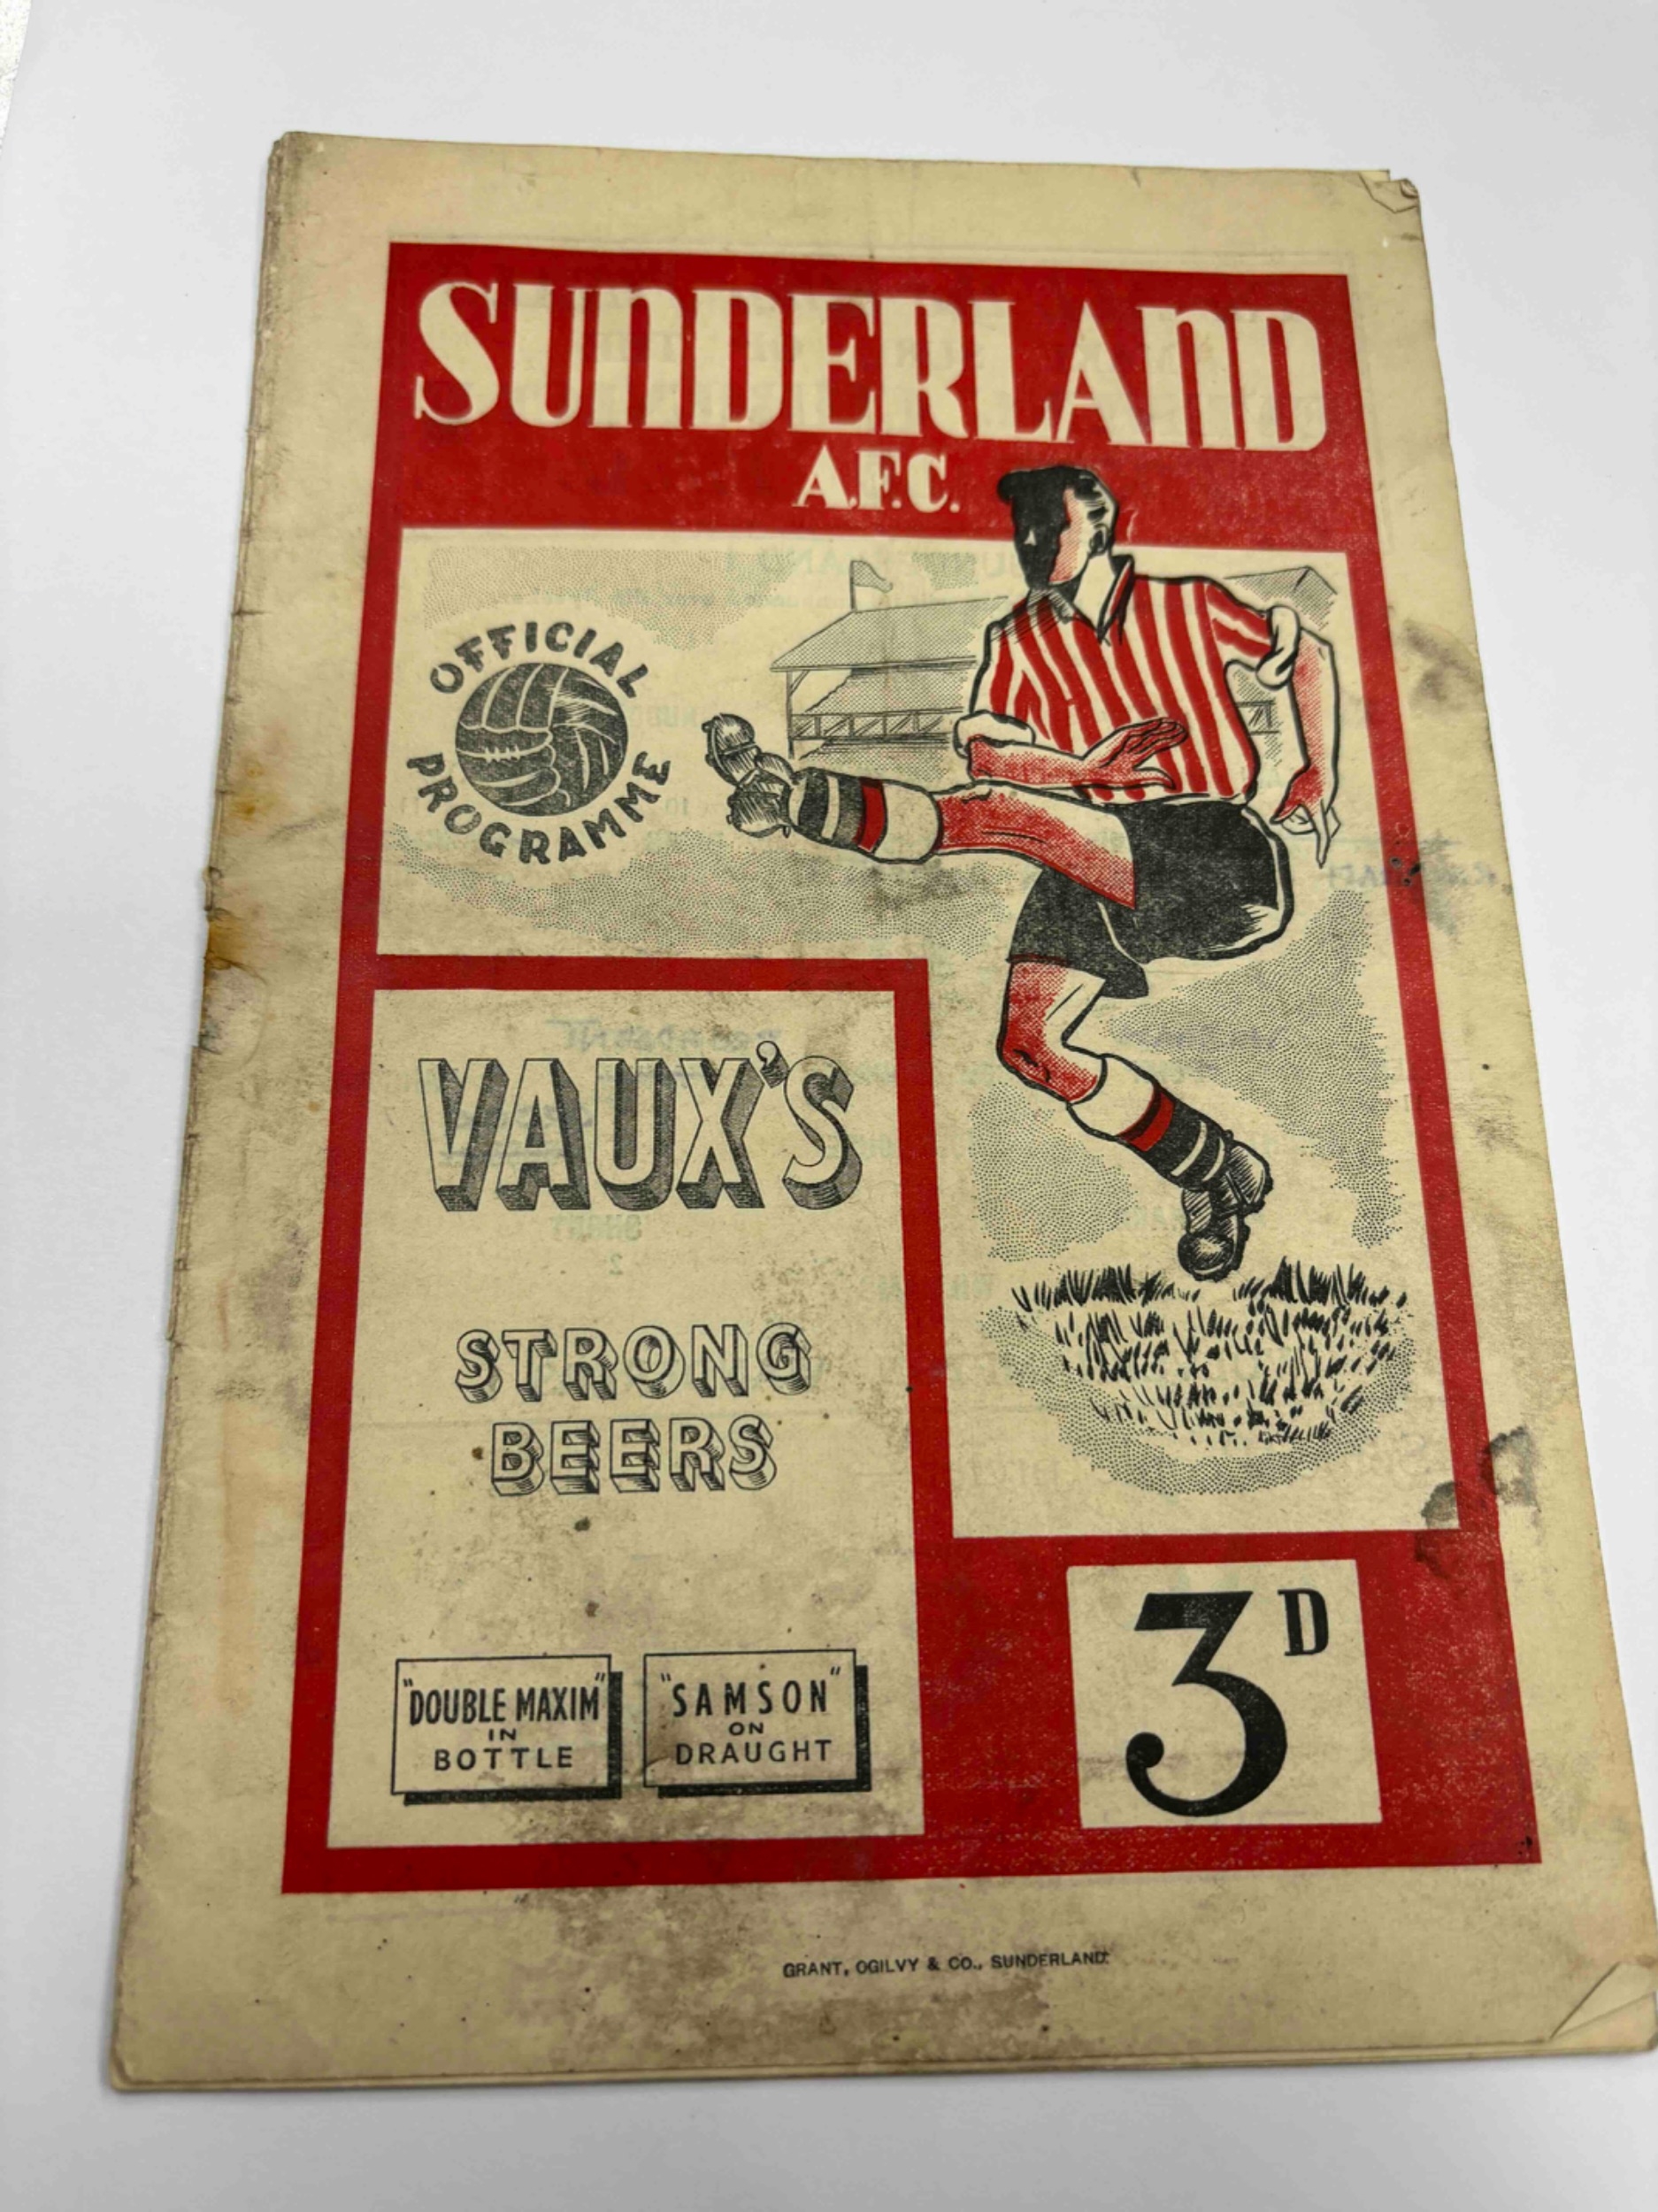 SUNDERLAND
A.F.C.
OFFICIAL
PROGRAMME
VAUX'S
STRONG
BEERS
"DOUBLE MAXIM"
IN
BOTTLE
"SAMSON"
ON
DRAUGHT
3D
GRANT, OGILVY & CO., SUNDERLAND.